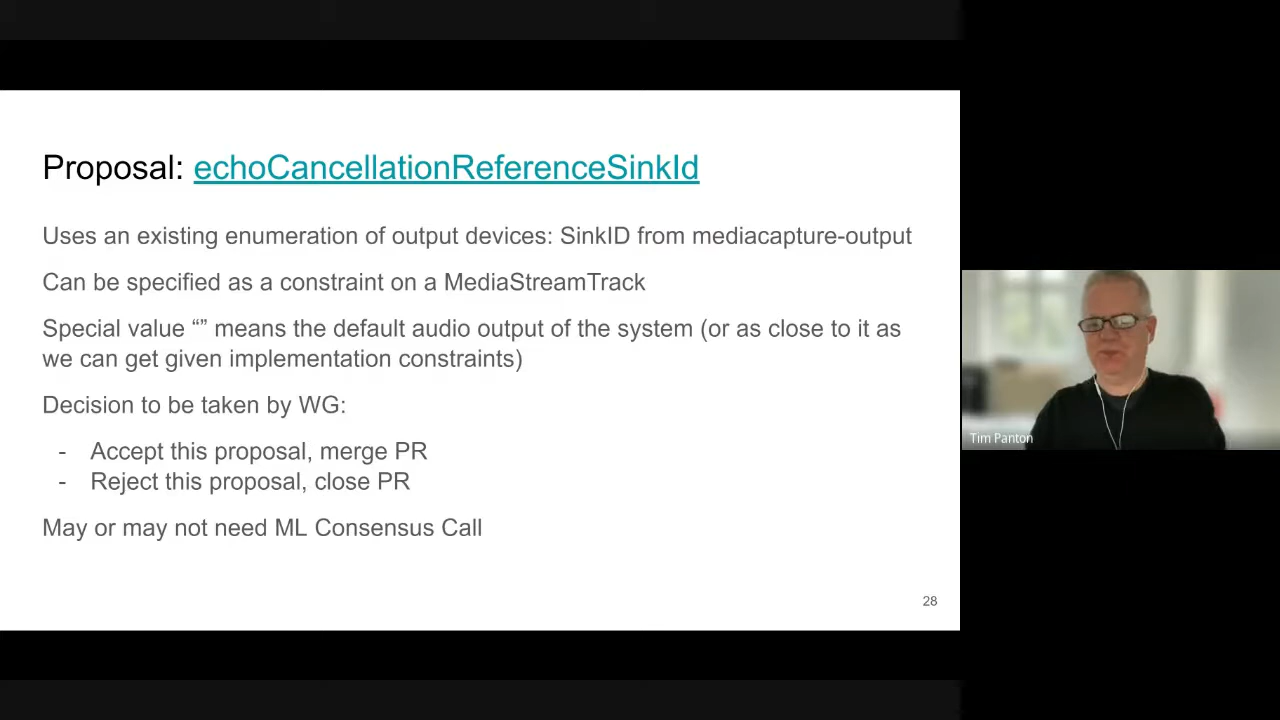 Proposal: echoCancellationReferenceSinkId
Uses an existing enumeration of output devices: SinkID from mediacapture-output
Can be specified as a constraint on a MediaStreamTrack
Special value “” means the default audio output of the system (or as close to it as
we can get given implementation constraints)
Decision to be taken by WG:
- Accept this proposal, merge PR
- Reject this proposal, close PR
May or may not need ML Consensus Call
28
Tim Panton